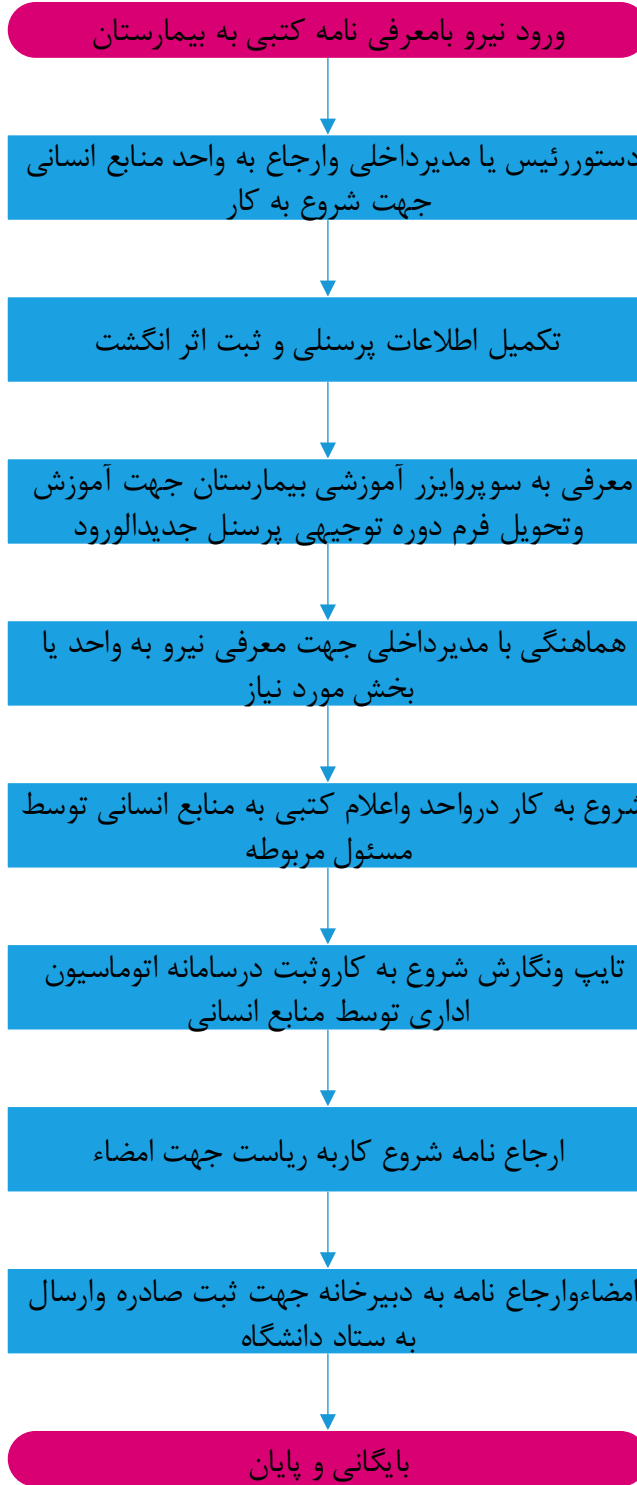 ورود نیرو بامعرفی نامه کتبی به بیمارستان
دستوررئیس یا مدیرداخلی وارجاع به واحد منابع انسانی
جهت شروع به کار
تکمیل اطلاعات پرسنلی و ثبت اثر انگشت
معرفی به سوپروایزر آموزشی بیمارستان جهت آموزش
وتحویل فرم دوره توجیهی پرسنل جدیدالورود
هماهنگی با مدیرداخلی جهت معرفی نیرو به واحد یا
بخش مورد نیاز
شروع به کار درواحد واعلام کتبی به منابع انسانی توسط
مسئول مربوطه
تایپ ونگارش شروع به کاروثبت درسامانه اتوماسیون
اداری توسط منابع انسانی
ارجاع نامه شروع کاربه ریاست جهت امضاء
امضاءوارجاع نامه به دبیرخانه جهت ثبت صادره وارسال
به ستاد دانشگاه
بایگانی و پایان